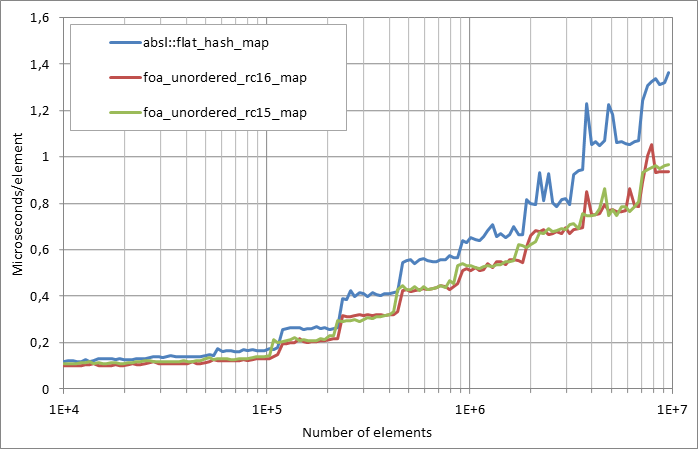 1,6
1,4
1,2
1
0,8
0,6
0,4
0,2
0
Microseconds/element
absl::flat_hash_map
foa_unordered_rc16_map
foa_unordered_rc15_map
1E+4
1E+5
1E+6
1E+7
Number of elements